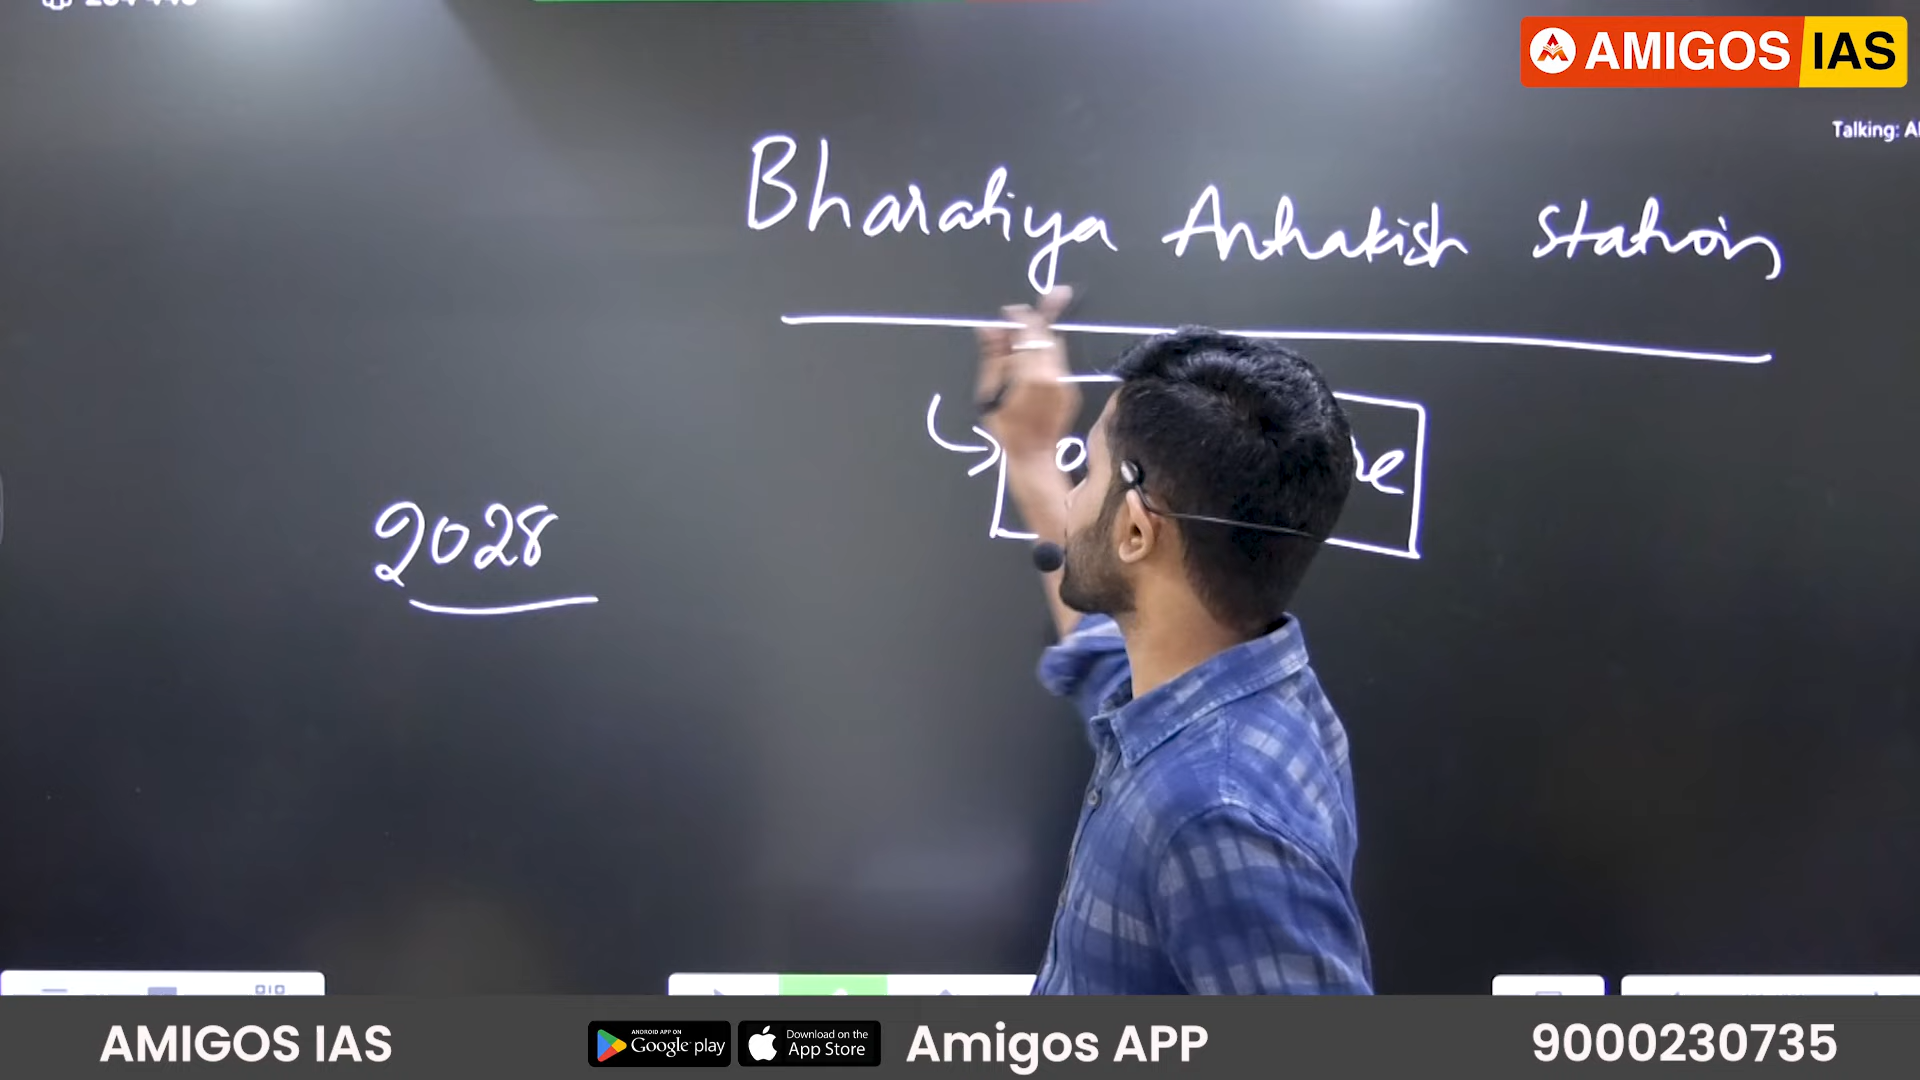 AMIGOS IAS
Talking: Al
Bharatiya Antrakish Station
2028
AMIGOS IAS
ANDROID APP ON
Google play
Download on the
App Store
Amigos APP
9000230735